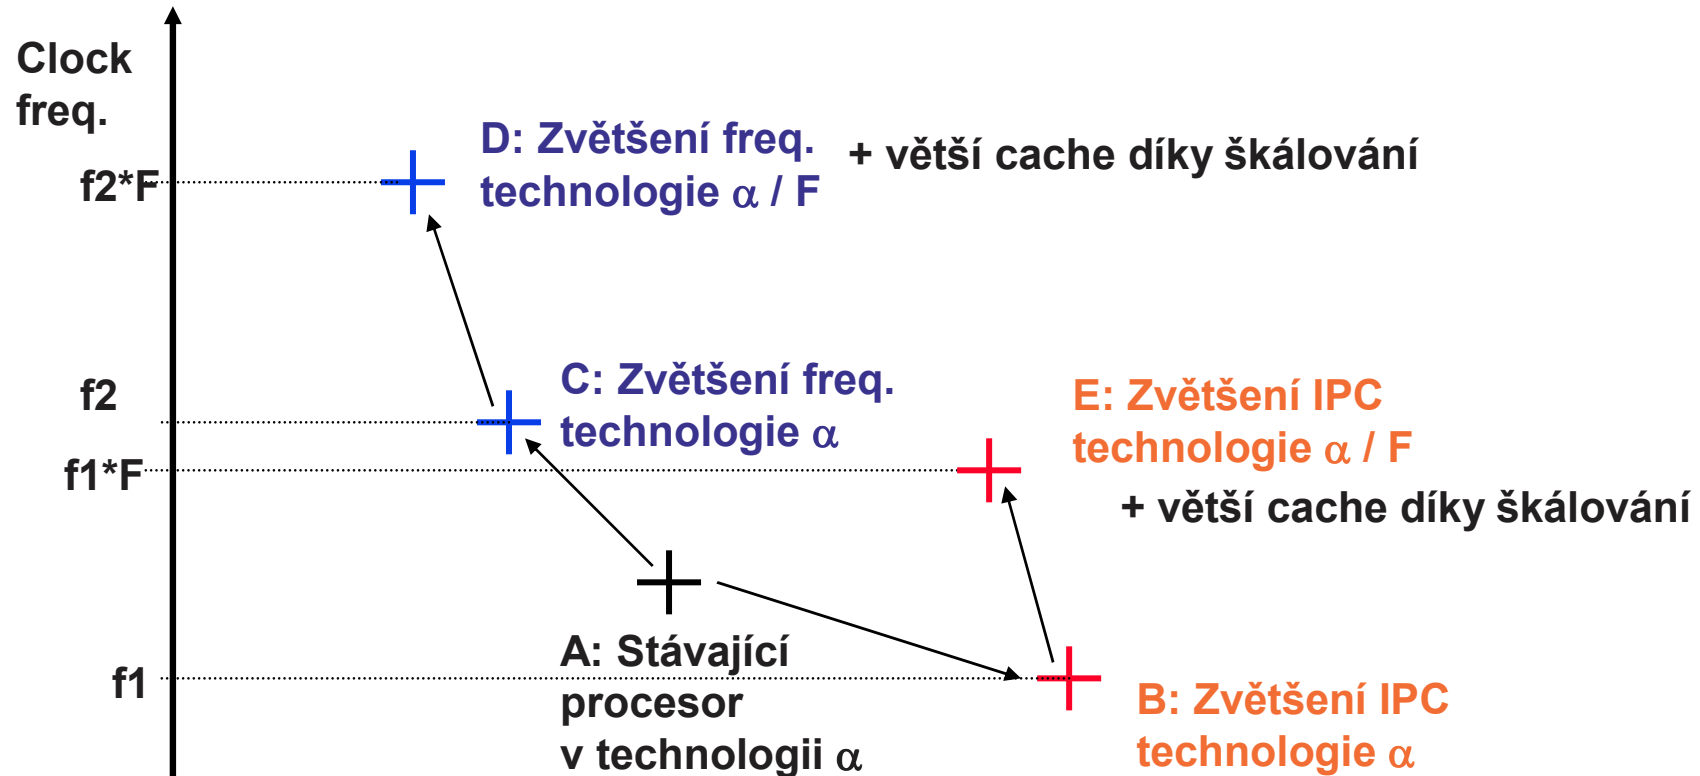 Clock
freq.
D: Zvětšení freq.
technologie α / F
+ větší cache díky škálování
f2*F
f2
C: Zvětšení freq.
technologie α
E: Zvětšení IPC
technologie α / F
+ větší cache díky škálování
f1*F
A: Stávající
procesor
v technologii α
f1
B: Zvětšení IPC
technologie α